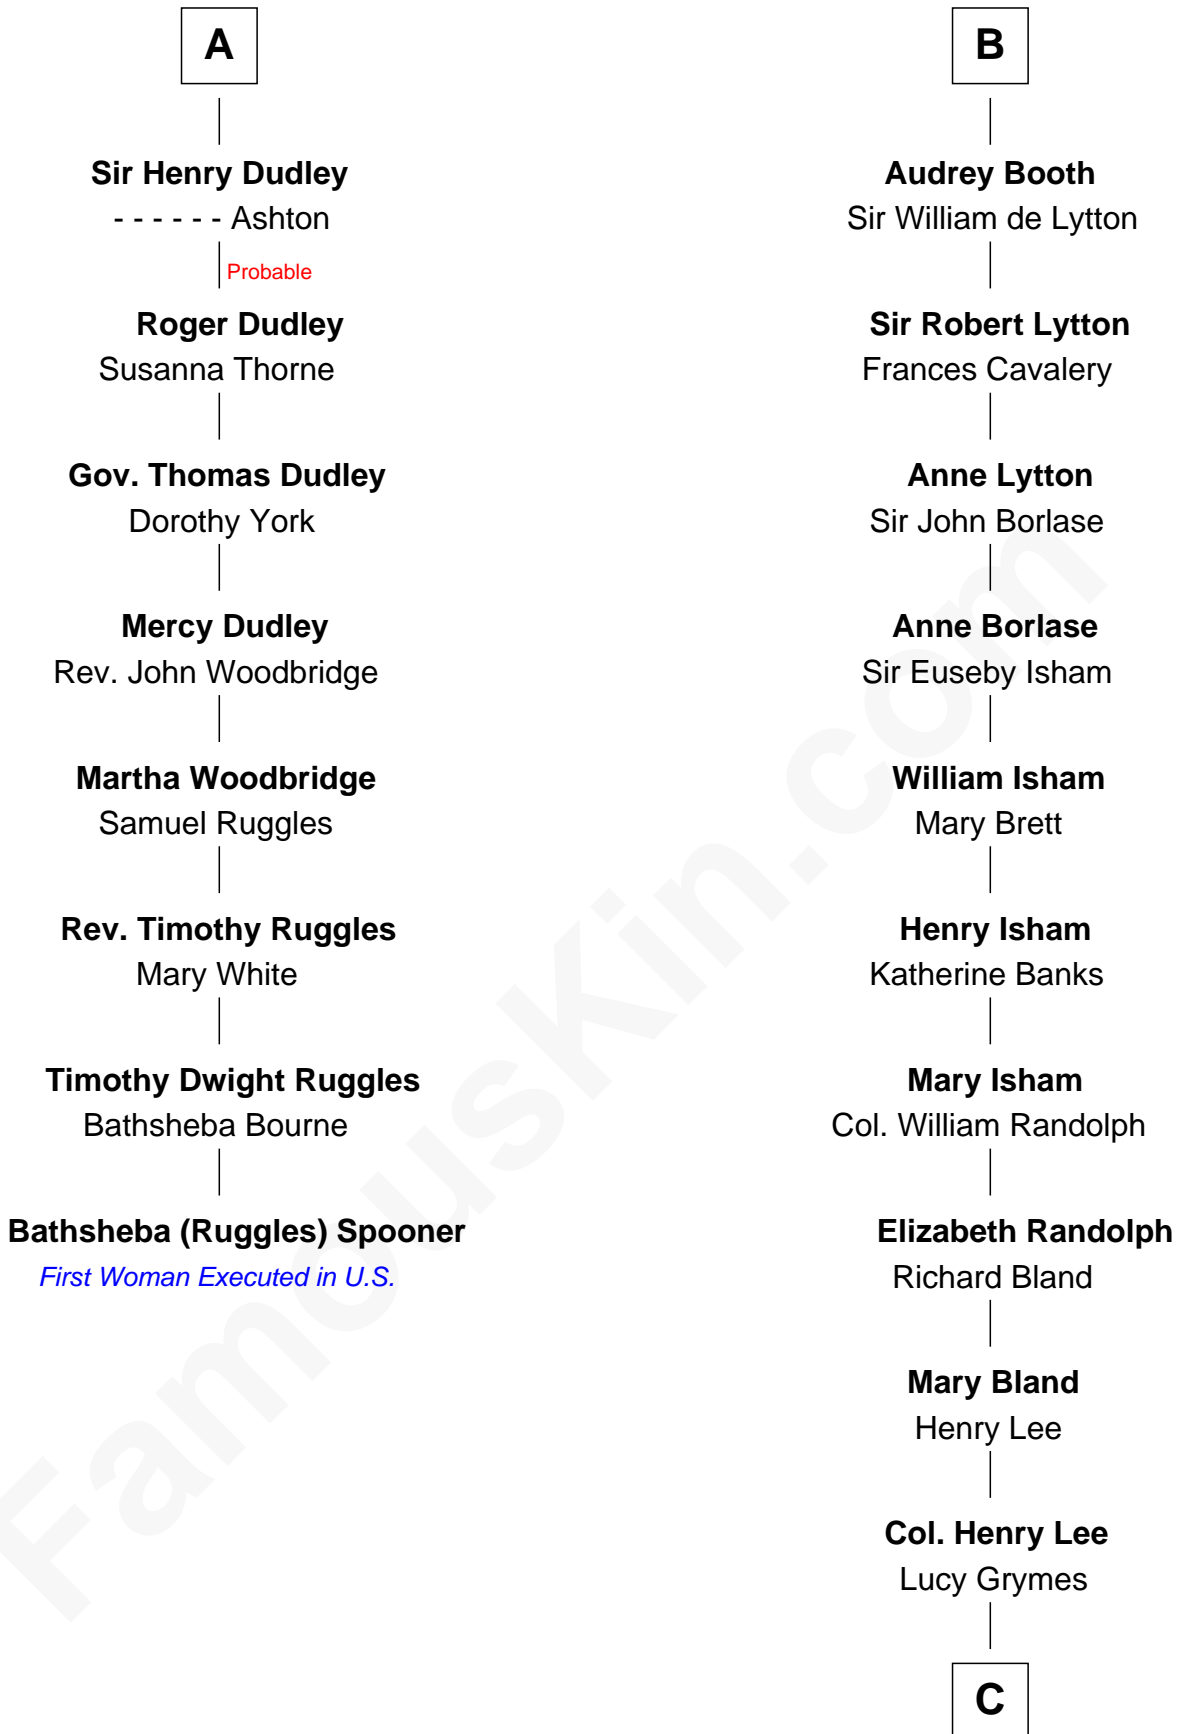 A
Sir Henry Dudley
- - - - - - Ashton
Probable
Roger Dudley
Susanna Thorne
Gov. Thomas Dudley
Dorothy York
Mercy Dudley
Rev. John Woodbridge
Martha Woodbridge
Samuel Ruggles
Rev. Timothy Ruggles
Mary White
Timothy Dwight Ruggles
Bathsheba Bourne
Bathsheba (Ruggles) Spooner
First Woman Executed in U.S.
B
Audrey Booth
Sir William de Lytton
Sir Robert Lytton
Frances Cavalery
Anne Lytton
Sir John Borlase
Anne Borlase
Sir Euseby Isham
William Isham
Mary Brett
Henry Isham
Katherine Banks
Mary Isham
Col. William Randolph
Elizabeth Randolph
Richard Bland
Mary Bland
Henry Lee
Col. Henry Lee
Lucy Grymes
C
FamousKin.com